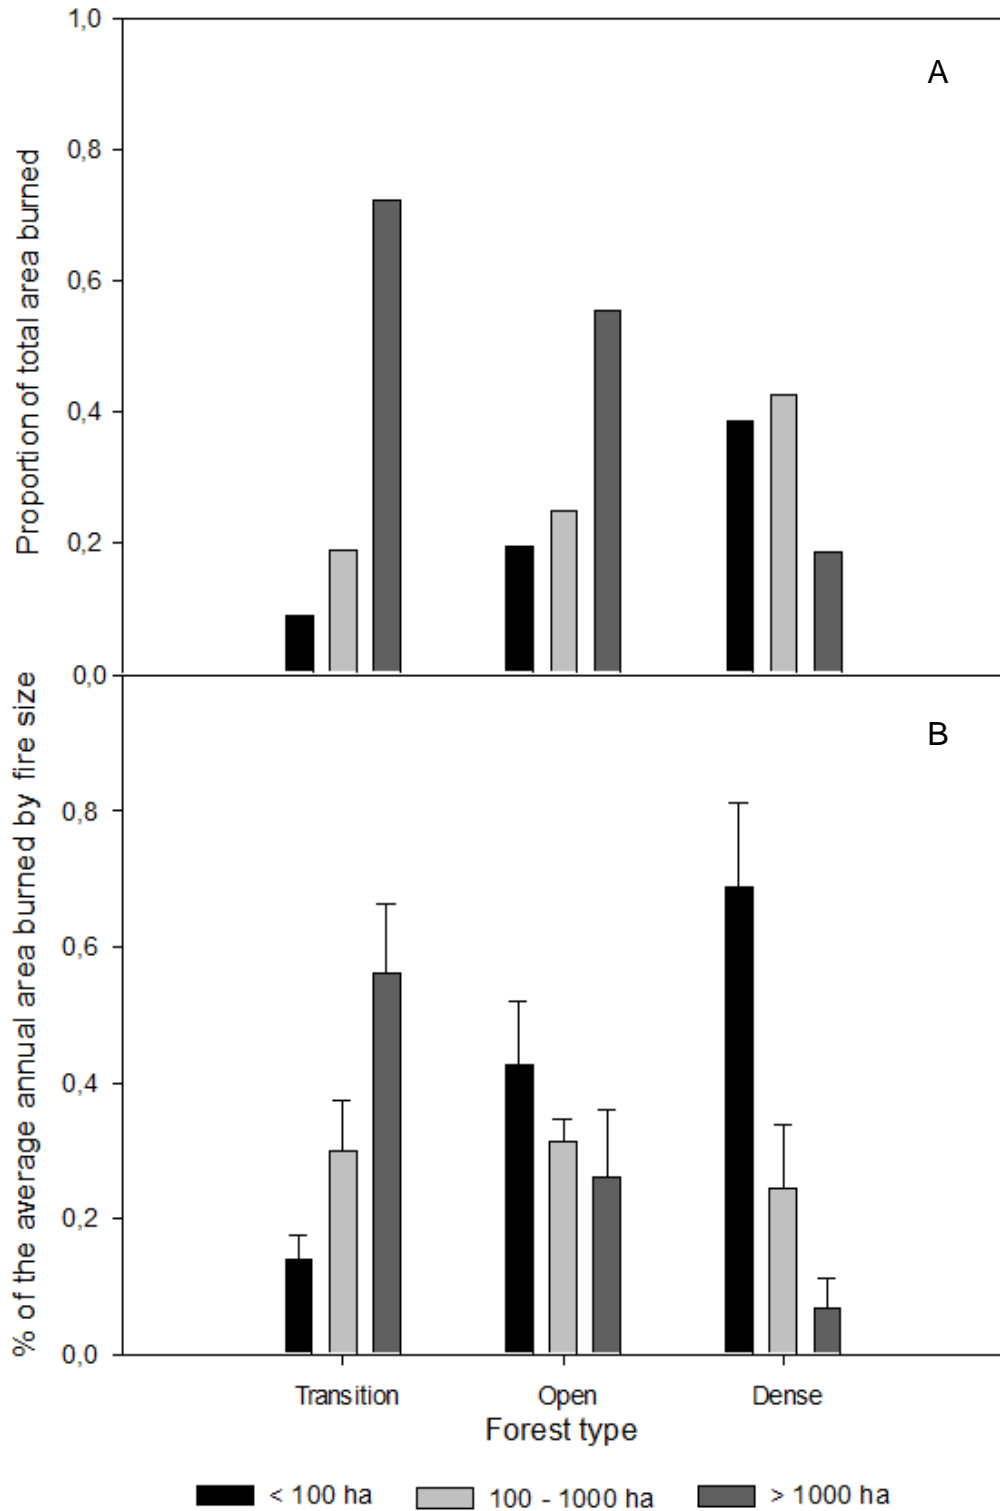 1,0
A
0,8
0,6
0,4
0,2
0,0
Proportion of total area burned
B
0,8
0,6
0,4
0,2
0,0
% of the average annual area burned by fire size
Transition Open Dense
Forest type
< 100 ha 100 - 1000 ha > 1000 ha